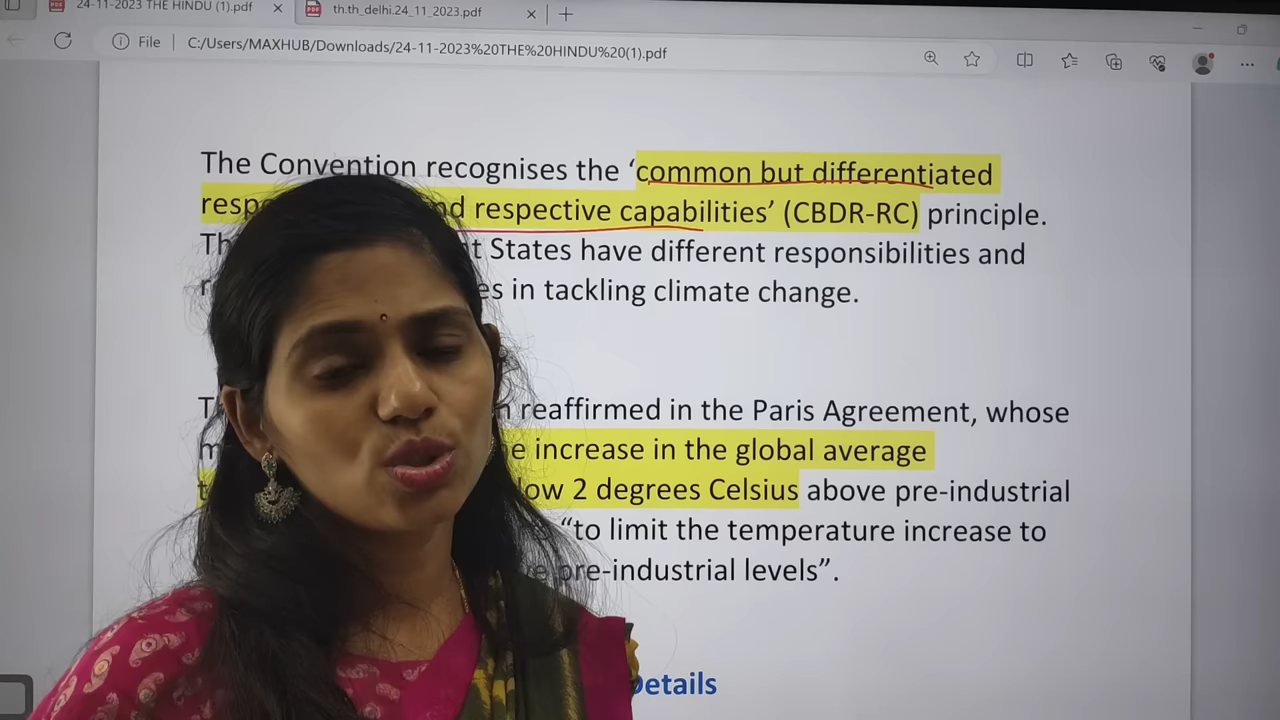 24-11-2023 THE HINDU (1).pdf
th.th_delhi.24_11_2023.pdf
File
C:/Users/MAXHUB/Downloads/24-11-2023%20THE%20HINDU%20(1).pdf
The Convention recognises the ‘common but differentiated
resp nd respective capabilities’ (CBDR-RC) principle.
Th t States have different responsibilities and
r es in tackling climate change.
T n reaffirmed in the Paris Agreement, whose
m e increase in the global average
t low 2 degrees Celsius above pre-industrial
“to limit the temperature increase to
e pre-industrial levels”.
Details